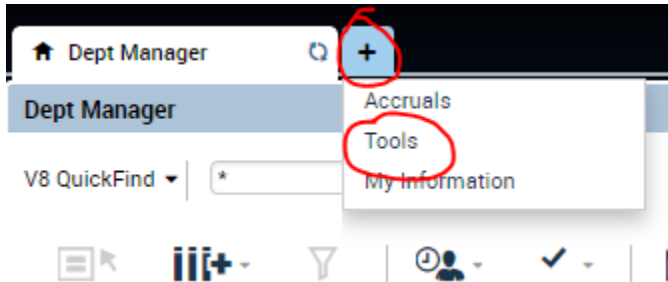 Dept Manager +
Dept Manager
Accruals
Tools
My Information
V8 QuickFind *